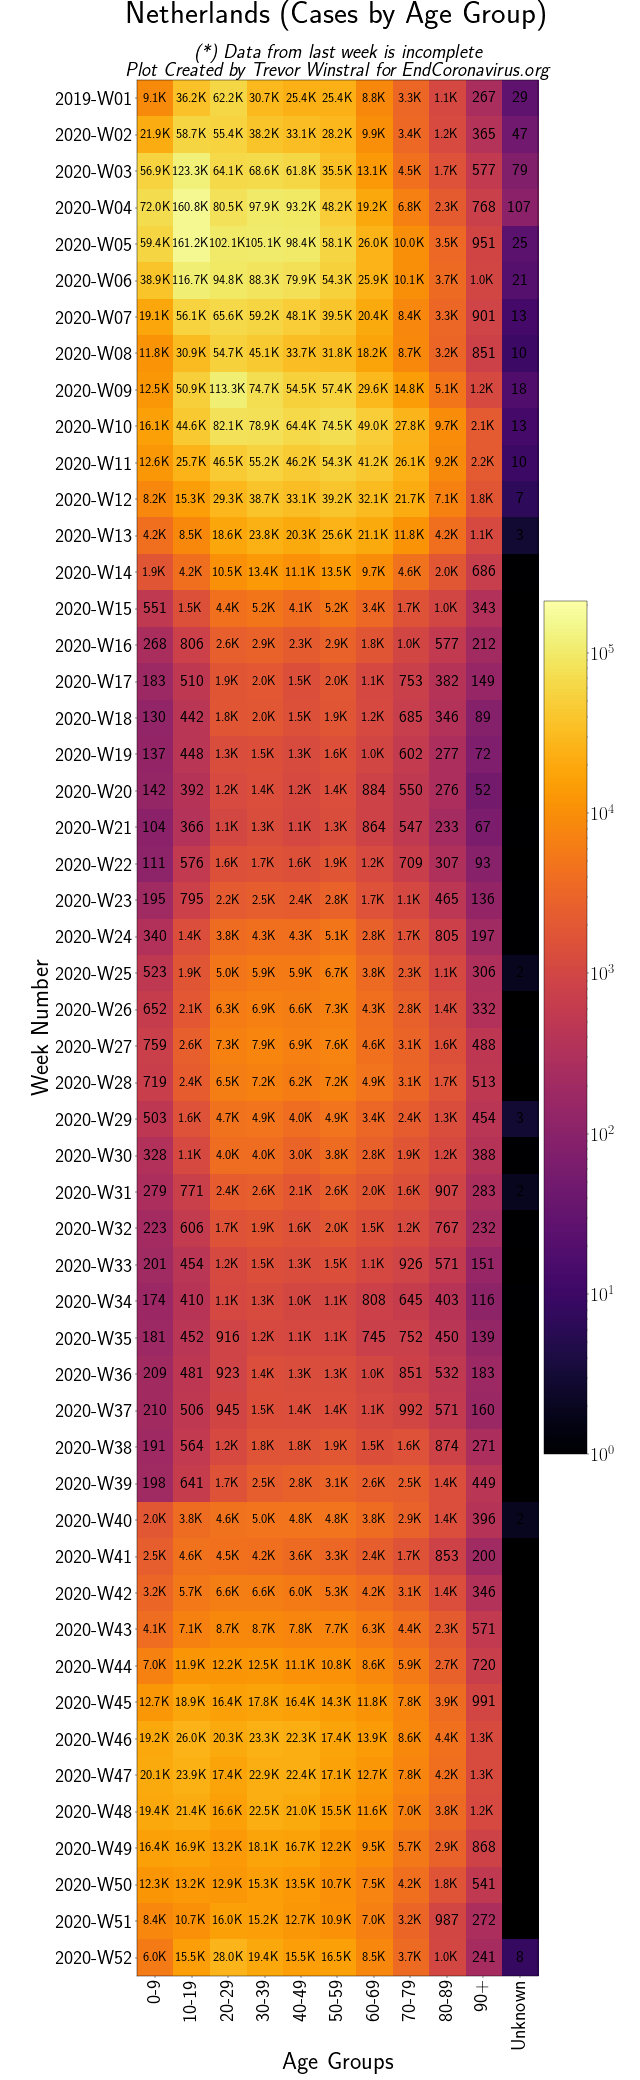 Netherlands (Cases by Age Group)
(*) Data from last week is incomplete
Plot Created by Trevor Winstral for EndCoronavirus.org
2019-W01 9.1K 36.2K 62.2K 30.7K 25.4K 25.4K 8.8K 3.3K 1.1K 267 29
2020-W02 21.9K 58.7K 55.4K 38.2K 33.1K 28.2K 9.9K 3.4K 1.2K 365 47
2020-W03 56.9K 123.3K 64.1K 68.6K 61.8K 35.5K 13.1K 4.5K 1.7K 577 79
2020-W04 72.0K 160.8K 80.5K 97.9K 93.2K 48.2K 19.2K 6.8K 2.3K 768 107
2020-W05 59.4K 161.2K 102.1K 105.1K 98.4K 58.1K 26.0K 10.0K 3.5K 951 25
2020-W06 38.9K 116.7K 94.8K 88.3K 79.9K 54.3K 25.9K 10.1K 3.7K 1.0K 21
2020-W07 19.1K 56.1K 65.6K 59.2K 48.1K 39.5K 20.4K 8.4K 3.3K 901 13
2020-W08 11.8K 30.9K 54.7K 45.1K 33.7K 31.8K 18.2K 8.7K 3.2K 851 10
2020-W09 12.5K 50.9K 113.3K 74.7K 54.5K 57.4K 29.6K 14.8K 5.1K 1.2K 18
2020-W10 16.1K 44.6K 82.1K 78.9K 64.4K 74.5K 49.0K 27.8K 9.7K 2.1K 13
2020-W11 12.6K 25.7K 46.5K 55.2K 46.2K 54.3K 41.2K 26.1K 9.2K 2.2K 10
2020-W12 8.2K 15.3K 29.3K 38.7K 33.1K 39.2K 32.1K 21.7K 7.1K 1.8K 7
2020-W13 4.2K 8.5K 18.6K 23.8K 20.3K 25.6K 21.1K 11.8K 4.2K 1.1K 3
2020-W14 1.9K 4.2K 10.5K 13.4K 11.1K 13.5K 9.7K 4.6K 2.0K 686
2020-W15 551 1.5K 4.4K 5.2K 4.1K 5.2K 3.4K 1.7K 1.0K 343
2020-W16 268 806 2.6K 2.9K 2.3K 2.9K 1.8K 1.0K 577 212
2020-W17 183 510 1.9K 2.0K 1.5K 2.0K 1.1K 753 382 149
2020-W18 130 442 1.8K 2.0K 1.5K 1.9K 1.2K 685 346 89
2020-W19 137 448 1.3K 1.5K 1.3K 1.6K 1.0K 602 277 72
2020-W20 142 392 1.2K 1.4K 1.2K 1.4K 884 550 276 52
2020-W21 104 366 1.1K 1.3K 1.1K 1.3K 864 547 233 67
2020-W22 111 576 1.6K 1.7K 1.6K 1.9K 1.2K 709 307 93
2020-W23 195 795 2.2K 2.5K 2.4K 2.8K 1.7K 1.1K 465 136
2020-W24 340 1.4K 3.8K 4.3K 4.3K 5.1K 2.8K 1.7K 805 197
2020-W25 523 1.9K 5.0K 5.9K 5.9K 6.7K 3.8K 2.3K 1.1K 306 2
2020-W26 652 2.1K 6.3K 6.9K 6.6K 7.3K 4.3K 2.8K 1.4K 332
2020-W27 759 2.6K 7.3K 7.9K 6.9K 7.6K 4.6K 3.1K 1.6K 488
2020-W28 719 2.4K 6.5K 7.2K 6.2K 7.2K 4.9K 3.1K 1.7K 513
2020-W29 503 1.6K 4.7K 4.9K 4.0K 4.9K 3.4K 2.4K 1.3K 454 3
2020-W30 328 1.1K 4.0K 4.0K 3.0K 3.8K 2.8K 1.9K 1.2K 388
2020-W31 279 771 2.4K 2.6K 2.1K 2.6K 2.0K 1.6K 907 283 2
2020-W32 223 606 1.7K 1.9K 1.6K 2.0K 1.5K 1.2K 767 232
2020-W33 201 454 1.2K 1.5K 1.3K 1.5K 1.1K 926 571 151
2020-W34 174 410 1.1K 1.3K 1.0K 1.1K 808 645 403 116
2020-W35 181 452 916 1.2K 1.1K 1.1K 745 752 450 139
2020-W36 209 481 923 1.4K 1.3K 1.3K 1.0K 851 532 183
2020-W37 210 506 945 1.5K 1.4K 1.4K 1.1K 992 571 160
2020-W38 191 564 1.2K 1.8K 1.8K 1.9K 1.5K 1.6K 874 271
2020-W39 198 641 1.7K 2.5K 2.8K 3.1K 2.6K 2.5K 1.4K 449
2020-W40 2.0K 3.8K 4.6K 5.0K 4.8K 4.8K 3.8K 2.9K 1.4K 396 2
2020-W41 2.5K 4.6K 4.5K 4.2K 3.6K 3.3K 2.4K 1.7K 853 200
2020-W42 3.2K 5.7K 6.6K 6.6K 6.0K 5.3K 4.2K 3.1K 1.4K 346
2020-W43 4.1K 7.1K 8.7K 8.7K 7.8K 7.7K 6.3K 4.4K 2.3K 571
2020-W44 7.0K 11.9K 12.2K 12.5K 11.1K 10.8K 8.6K 5.9K 2.7K 720
2020-W45 12.7K 18.9K 16.4K 17.8K 16.4K 14.3K 11.8K 7.8K 3.9K 991
2020-W46 19.2K 26.0K 20.3K 23.3K 22.3K 17.4K 13.9K 8.6K 4.4K 1.3K
2020-W47 20.1K 23.9K 17.4K 22.9K 22.4K 17.1K 12.7K 7.8K 4.2K 1.3K
2020-W48 19.4K 21.4K 16.6K 22.5K 21.0K 15.5K 11.6K 7.0K 3.8K 1.2K
2020-W49 16.4K 16.9K 13.2K 18.1K 16.7K 12.2K 9.5K 5.7K 2.9K 868
2020-W50 12.3K 13.2K 12.9K 15.3K 13.5K 10.7K 7.5K 4.2K 1.8K 541
2020-W51 8.4K 10.7K 16.0K 15.2K 12.7K 10.9K 7.0K 3.2K 987 272
2020-W52 6.0K 15.5K 28.0K 19.4K 15.5K 16.5K 8.5K 3.7K 1.0K 241 8
0-9 10-19 20-29 30-39 40-49 50-59 60-69 70-79 80-89 90+ Unknown
Age Groups
Week Number
10⁵
10⁴
10³
10²
10¹
10⁰